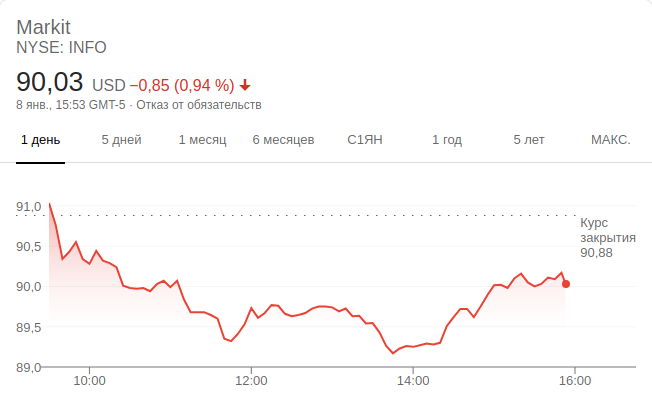 Markit
NYSE: INFO
90,03 USD −0,85 (0,94 %)
8 янв., 15:53 GMT-5 · Отказ от обязательств
1 день 5 дней 1 месяц 6 месяцев С1ЯН 1 год 5 лет МАКС.
91,0
Курс
закрытия
90,88
90,5
90,0
89,5
89,0
10:00 12:00 14:00 16:00